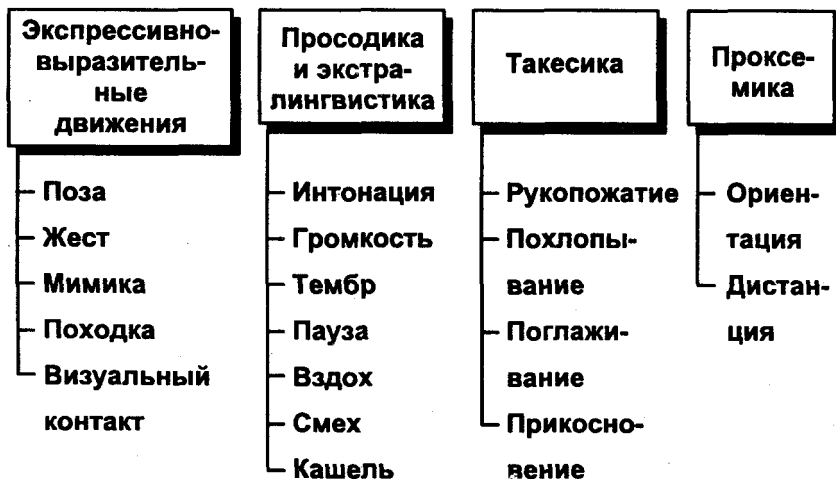 Экспрессивно-
выразитель-
ные
движения
Поза
Жест
Мимика
Походка
Визуальный
контакт
Просодика
и экстра-
лингвистика
Интонация
Громкость
Тембр
Пауза
Вздох
Смех
Кашель
Такесика
Рукопожатие
Похлопы-
вание
Поглажи-
вание
Прикосно-
вение
Проксе-
мика
Ориен-
тация
Дистан-
ция